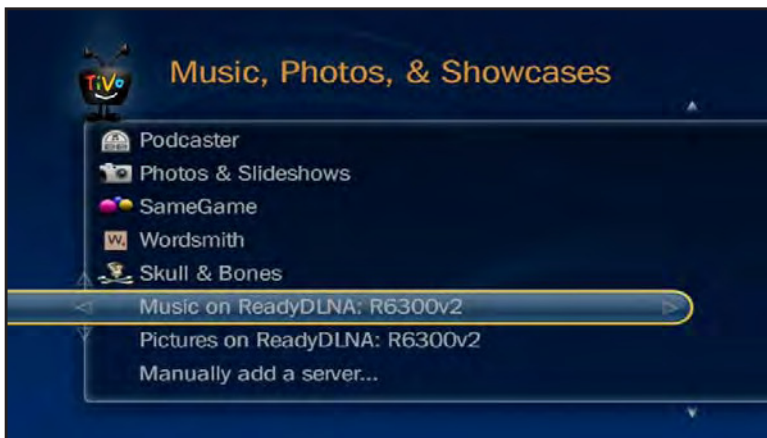 TiVo
Music, Photos, & Showcases
Podcaster
Photos & Slideshows
SameGame
W.
Wordsmith
Skull & Bones
Music on ReadyDLNA: R6300v2
Pictures on ReadyDLNA: R6300v2
Manually add a server...